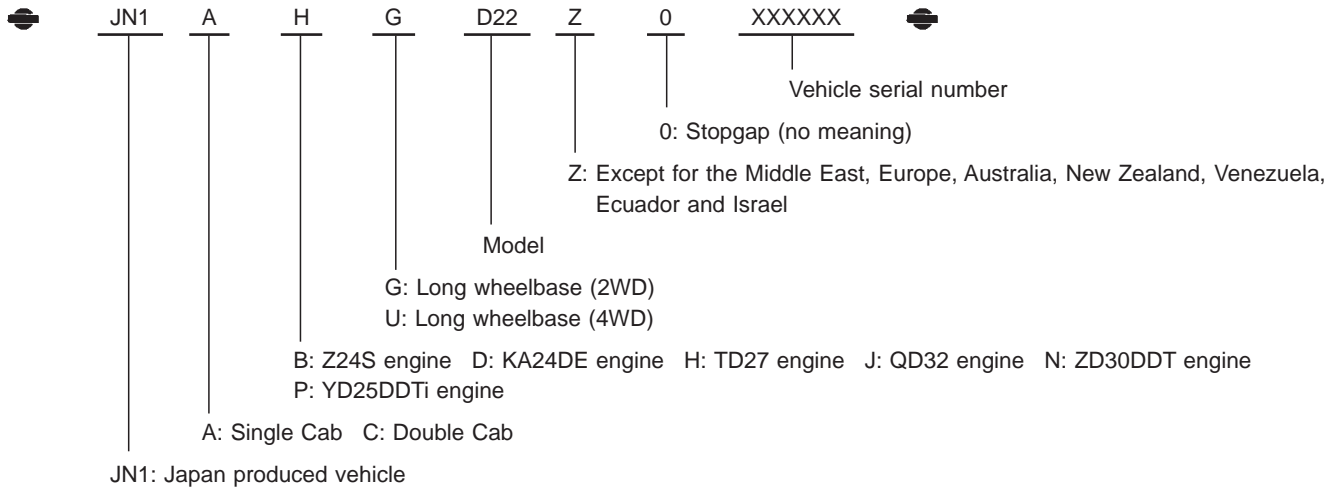 JN1 A H G D22 Z 0 XXXXXX
Vehicle serial number
0: Stopgap (no meaning)
Z: Except for the Middle East, Europe, Australia, New Zealand, Venezuela,
Ecuador and Israel
Model
G: Long wheelbase (2WD)
U: Long wheelbase (4WD)
B: Z24S engine D: KA24DE engine H: TD27 engine J: QD32 engine N: ZD30DDT engine
P: YD25DDTi engine
A: Single Cab C: Double Cab
JN1: Japan produced vehicle